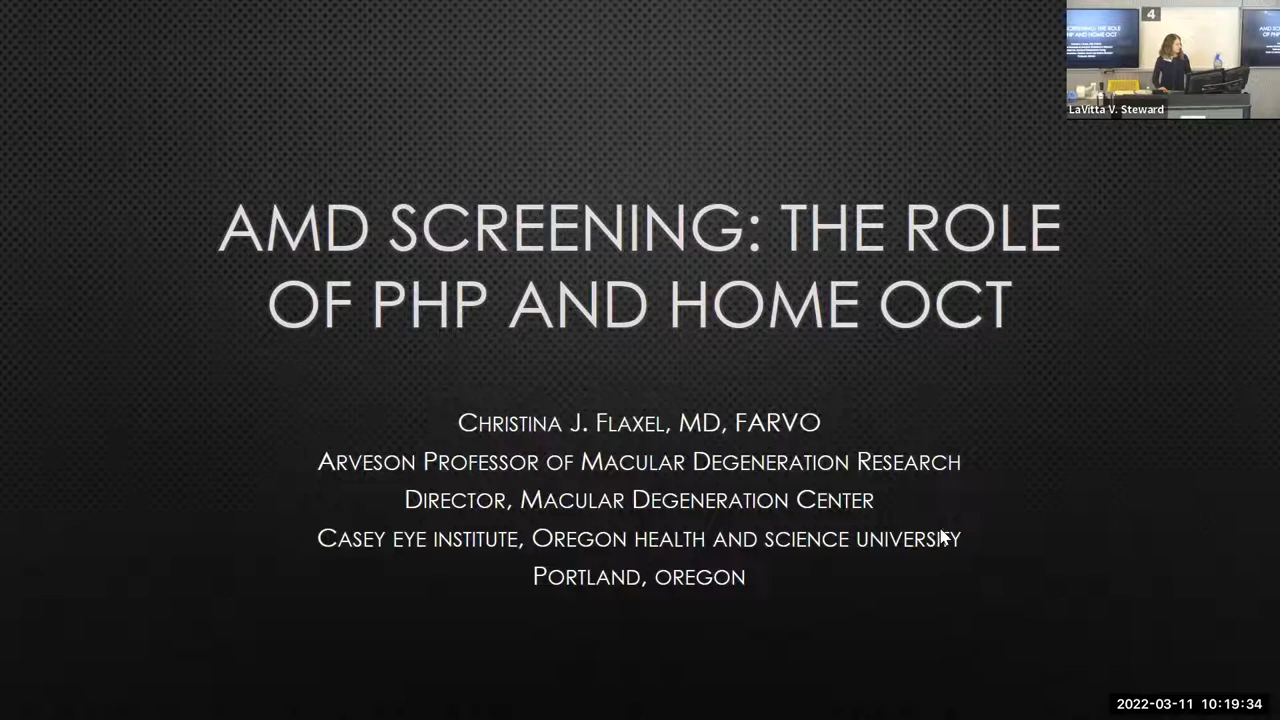 4
LaVitta V. Steward
AMD SCREENING: THE ROLE
OF PHP AND HOME OCT
CHRISTINA J. FLAXEL, MD, FARVO
ARVESON PROFESSOR OF MACULAR DEGENERATION RESEARCH
DIRECTOR, MACULAR DEGENERATION CENTER
CASEY EYE INSTITUTE, OREGON HEALTH AND SCIENCE UNIVERSITY
PORTLAND, OREGON
2022-03-11 10:19:34